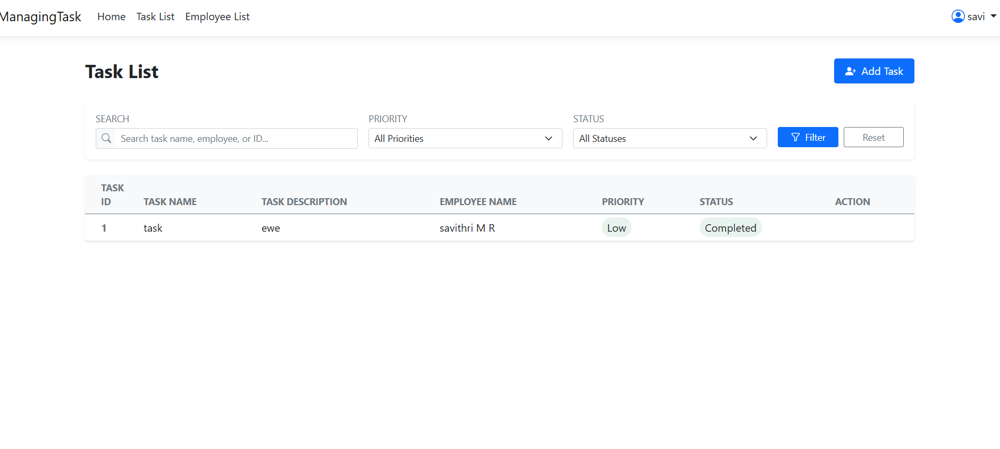 ManagingTask Home Task List Employee List savi
Task List Add Task
SEARCH PRIORITY STATUS
Search task name, employee, or ID... All Priorities All Statuses Filter Reset
TASK
ID TASK NAME TASK DESCRIPTION EMPLOYEE NAME PRIORITY STATUS ACTION
1 task ewe savithri M R Low Completed